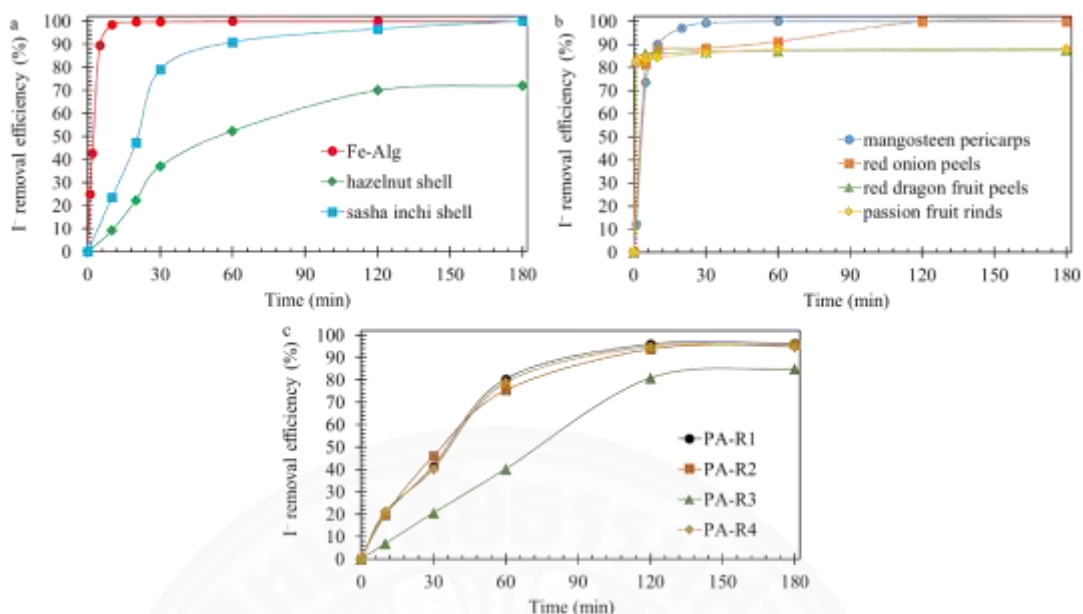 a
I⁻ removal efficiency (%)
100
90
80
70
60
50
40
30
20
10
0
Fe-Alg
hazelnut shell
sasha inchi shell
0 30 60 90 120 150 180
Time (min)
b
I⁻ removal efficiency (%)
100
90
80
70
60
50
40
30
20
10
0
mangosteen pericarps
red onion peels
red dragon fruit peels
passion fruit rinds
0 30 60 90 120 150 180
Time (min)
c
I⁻ removal efficiency (%)
100
90
80
70
60
50
40
30
20
10
0
PA-R1
PA-R2
PA-R3
PA-R4
0 30 60 90 120 150 180
Time (min)